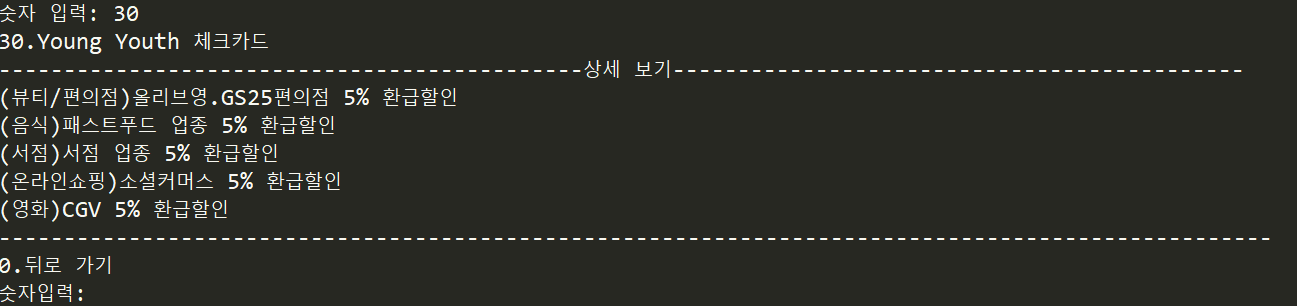 숫자 입력: 30
30.Young Youth 체크카드
---------------------------------------------상세 보기--------------------------------------------
(뷰티/편의점)올리브영.GS25편의점 5% 환급할인
(음식)패스트푸드 업종 5% 환급할인
(서점)서점 업종 5% 환급할인
(온라인쇼핑)소셜커머스 5% 환급할인
(영화)CGV 5% 환급할인
--------------------------------------------------------------------------------------------------
0.뒤로 가기
숫자입력: